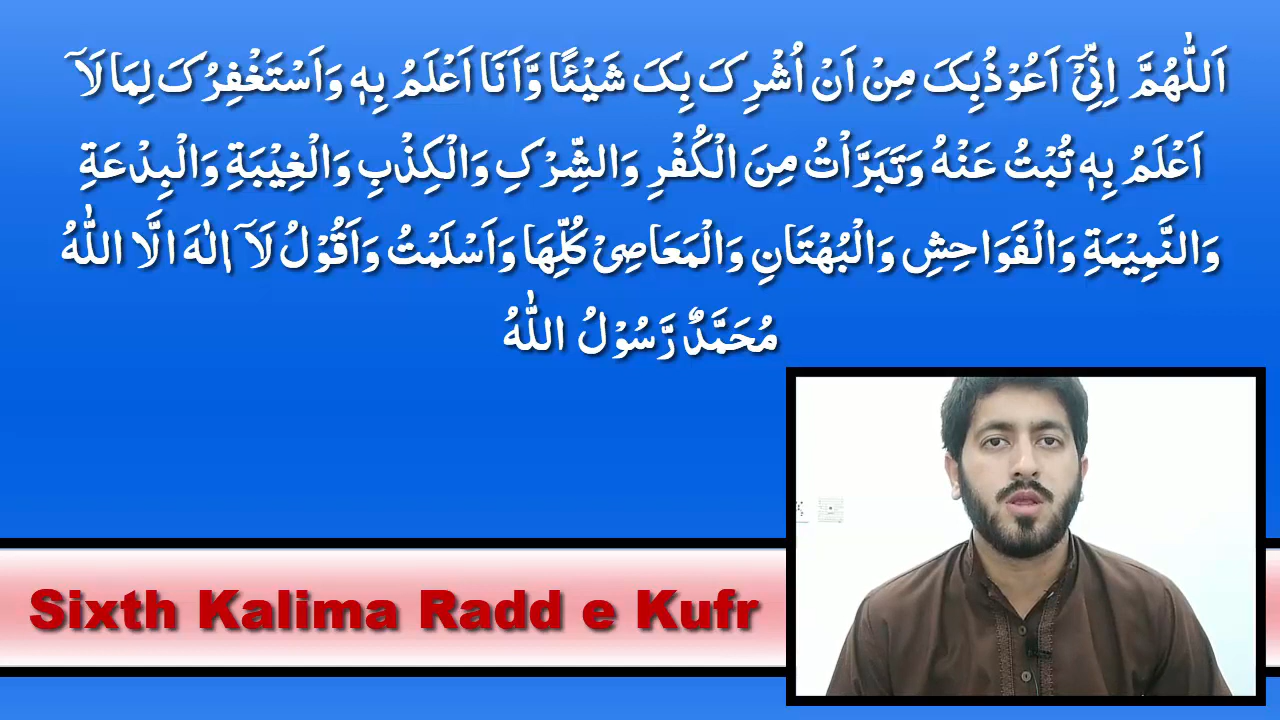 اَللّٰهُمَّ اِنِّیْٓ اَعُوْذُبِکَ مِنْ اَنْ اُشْرِکَ بِکَ شَیْئًا وَّاَنَا اَعْلَمُ بِهٖ وَاَسْتَغْفِرُکَ لِمَا لَآ
اَعْلَمُ بِهٖ تُبْتُ عَنْهُ وَتَبَرَّاْتُ مِنَ الْکُفْرِ وَالشِّرْکِ وَالْکِذْبِ وَالْغِیْبَةِ وَالْبِدْعَةِ
وَالنَّمِیْمَةِ وَالْفَوَاحِشِ وَالْبُهْتَانِ وَالْمَعَاصِیْ کُلِّهَا وَاَسْلَمْتُ وَاَقُوْلُ لَآ اِلٰهَ الَّا اللّٰهُ
مُحَمَّدٌ رَّسُوْلُ اللّٰهُ
Sixth Kalima Radd e Kufr